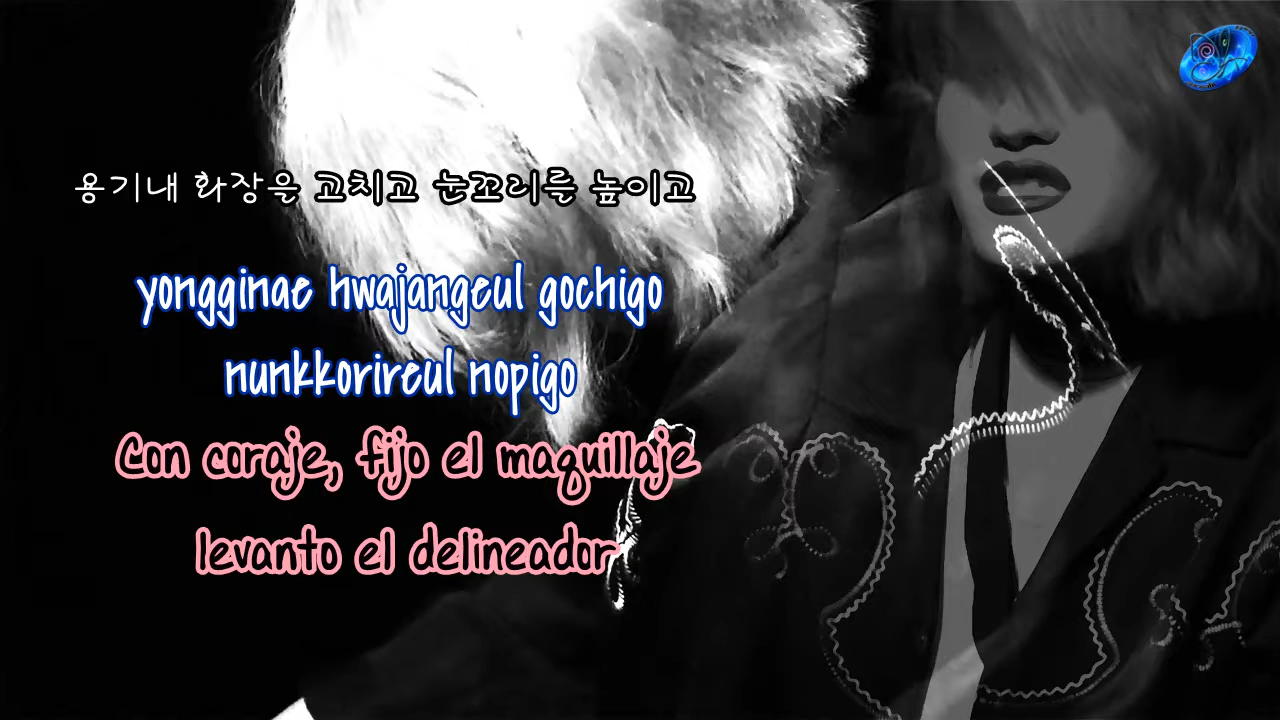 용기내 화장을 고치고 눈꼬리를 높이고
yongginae hwajangeul gochigo
nunkkorireul nopigo
Con coraje, fijo el maquillaje
levanto el delineador